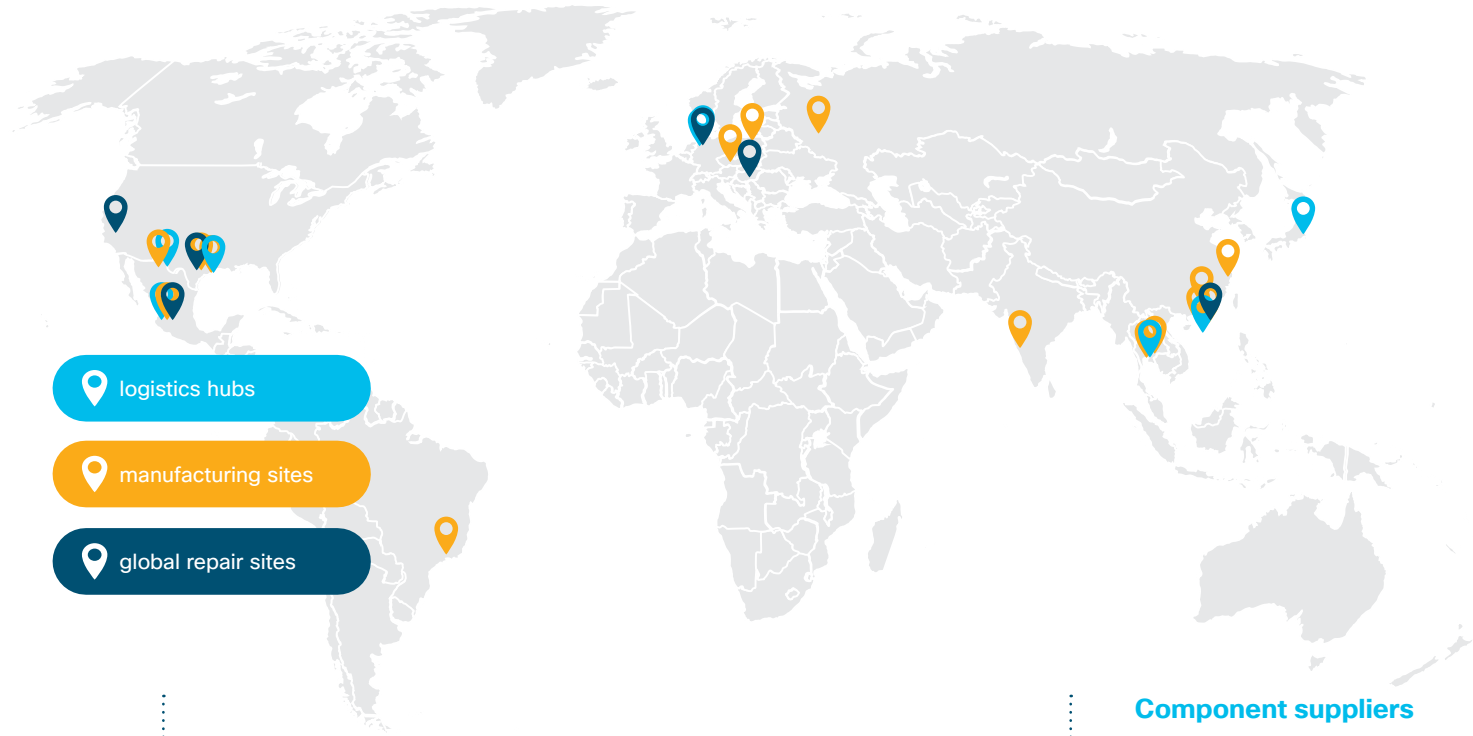 logistics hubs
manufacturing sites
global repair sites
Component suppliers